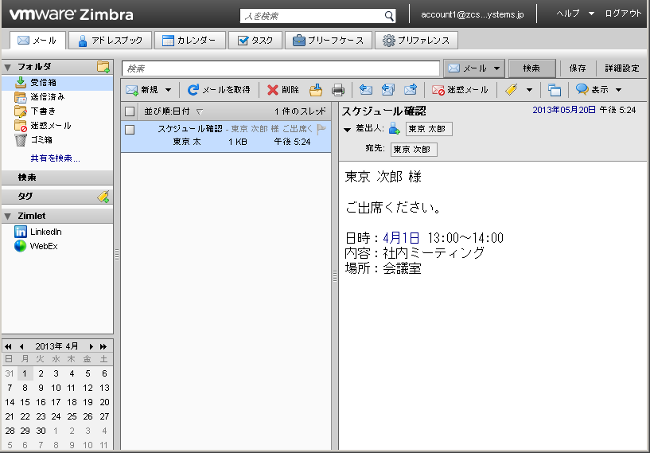 vmware Zimbra 人を検索 account1@zcs...ystems.jp ヘルプ ログアウト
メール アドレスブック カレンダー タスク ブリーフケース プリファレンス
フォルダ
受信箱
送信済み
下書き
迷惑メール
ゴミ箱
共有を検索...
検索
タグ
Zimlet
LinkedIn
WebEx
2013年 4月
日 月 火 水 木 金 土
31 1 2 3 4 5 6
7 8 9 10 11 12 13
14 15 16 17 18 19 20
21 22 23 24 25 26 27
28 29 30 1 2 3 4
5 6 7 8 9 10 11
検索 メール 検索 保存 詳細設定
新規 メールを取得 削除 迷惑メール 表示
並び順:日付 1 件のスレッド
スケジュール確認 - 東京 次郎 様 ご出席く
東京 太 1 KB 午後 5:24
スケジュール確認 2013年05月20日 午後 5:24
差出人: 東京 太郎
宛先: 東京 次郎
東京 次郎 様
ご出席ください。
日時：4月1日 13:00～14:00
内容：社内ミーティング
場所：会議室